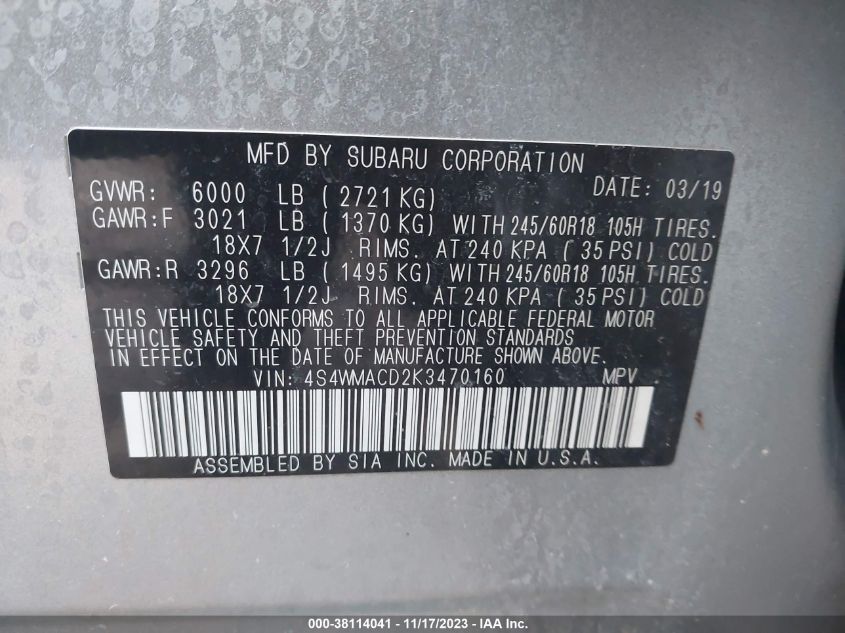 MFD BY SUBARU CORPORATION
GVWR: 6000 LB ( 2721 KG) DATE: 03/19
GAWR:F 3021 LB ( 1370 KG) WITH 245/60R18 105H TIRES.
18X7 1/2J RIMS. AT 240 KPA ( 35 PSI) COLD
GAWR:R 3296 LB ( 1495 KG) WITH 245/60R18 105H TIRES.
18X7 1/2J RIMS. AT 240 KPA ( 35 PSI) COLD
THIS VEHICLE CONFORMS TO ALL APPLICABLE FEDERAL MOTOR
VEHICLE SAFETY AND THEFT PREVENTION STANDARDS
IN EFFECT ON THE DATE OF MANUFACTURE SHOWN ABOVE.
VIN: 4S4WMACD2K3470160 MPV
ASSEMBLED BY SIA INC. MADE IN U.S.A.
000-38114041 - 11/17/2023 - IAA Inc.